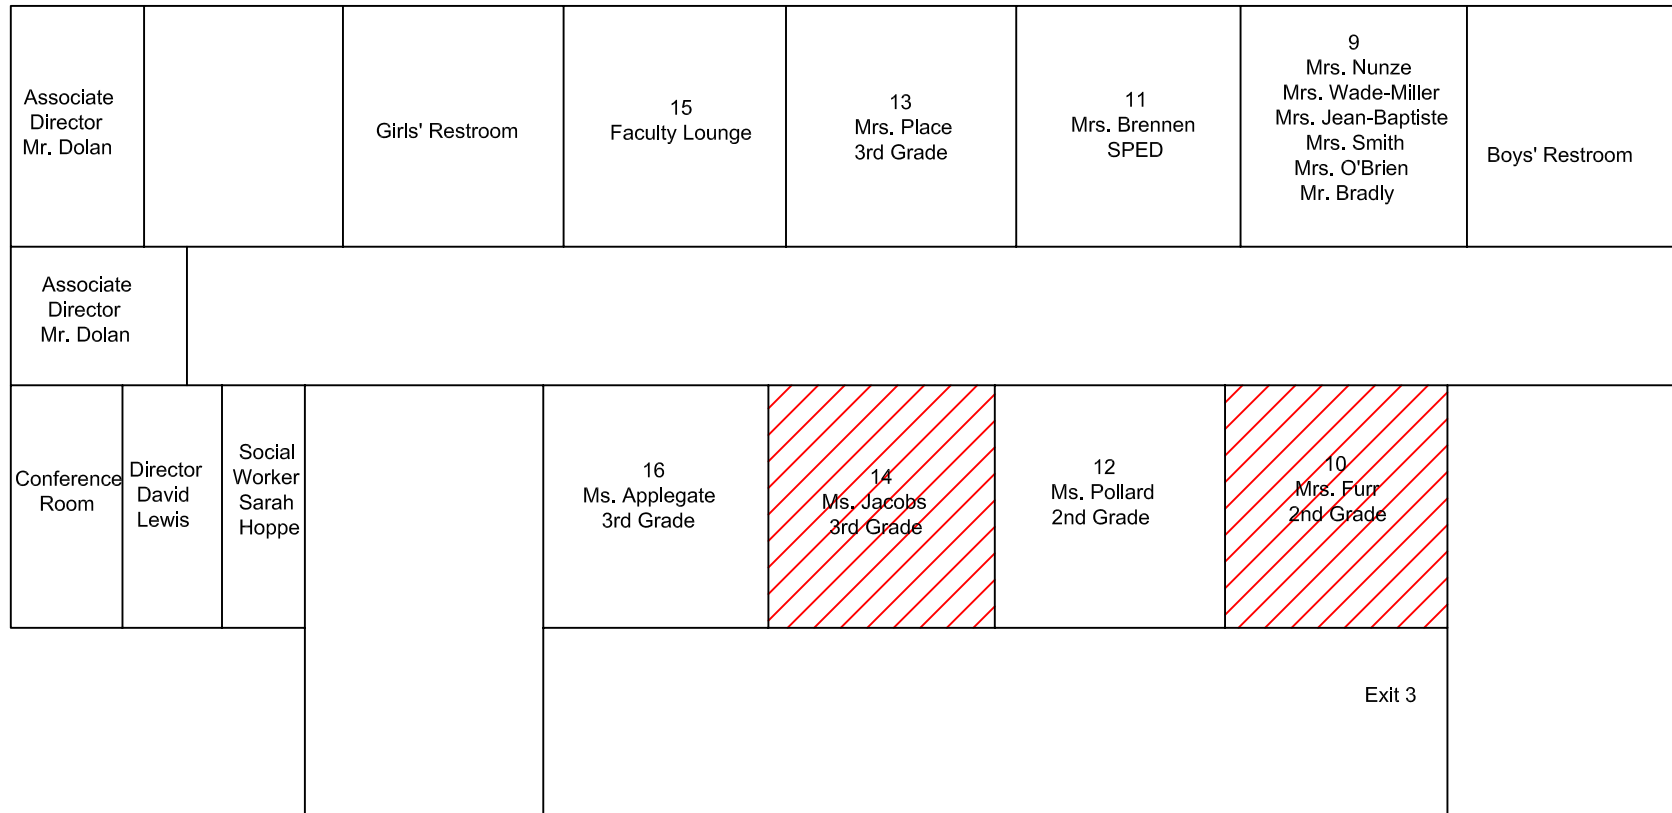 Associate
Director
Mr. Dolan
Girls' Restroom
15
Faculty Lounge
13
Mrs. Place
3rd Grade
11
Mrs. Brennen
SPED
9
Mrs. Nunze
Mrs. Wade-Miller
Mrs. Jean-Baptiste
Mrs. Smith
Mrs. O'Brien
Mr. Bradly
Boys' Restroom
Associate
Director
Mr. Dolan
Conference
Room
Director
David
Lewis
Social
Worker
Sarah
Hoppe
16
Ms. Applegate
3rd Grade
14
Ms. Jacobs
3rd Grade
12
Ms. Pollard
2nd Grade
10
Mrs. Furr
2nd Grade
Exit 3